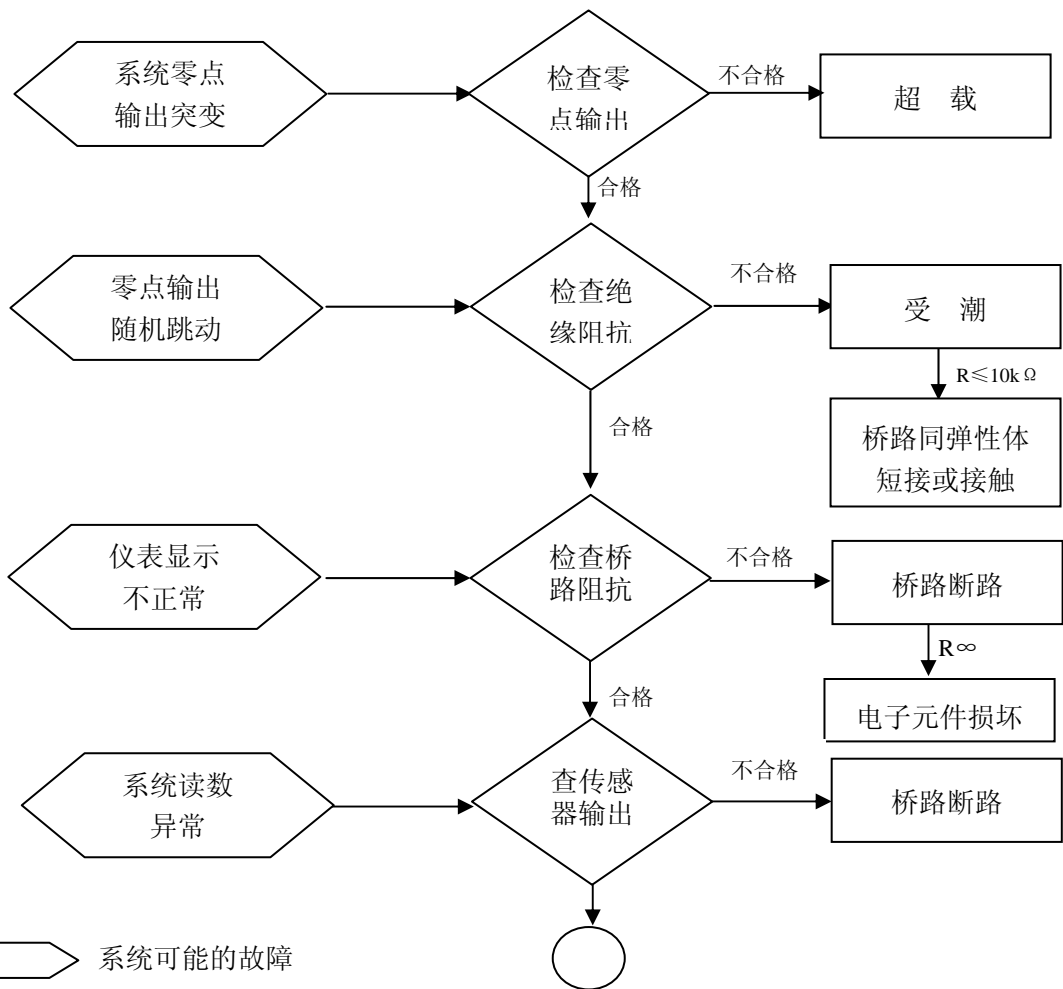 系统零点
输出突变
检查零
点输出
不合格
超 载
合格
零点输出
随机跳动
检查绝
缘阻抗
不合格
受 潮
R≤10kΩ
桥路同弹性体
短接或接触
合格
仪表显示
不正常
检查桥
路阻抗
不合格
桥路断路
R∞
电子元件损坏
合格
系统读数
异常
查传感
器输出
不合格
桥路断路
系统可能的故障